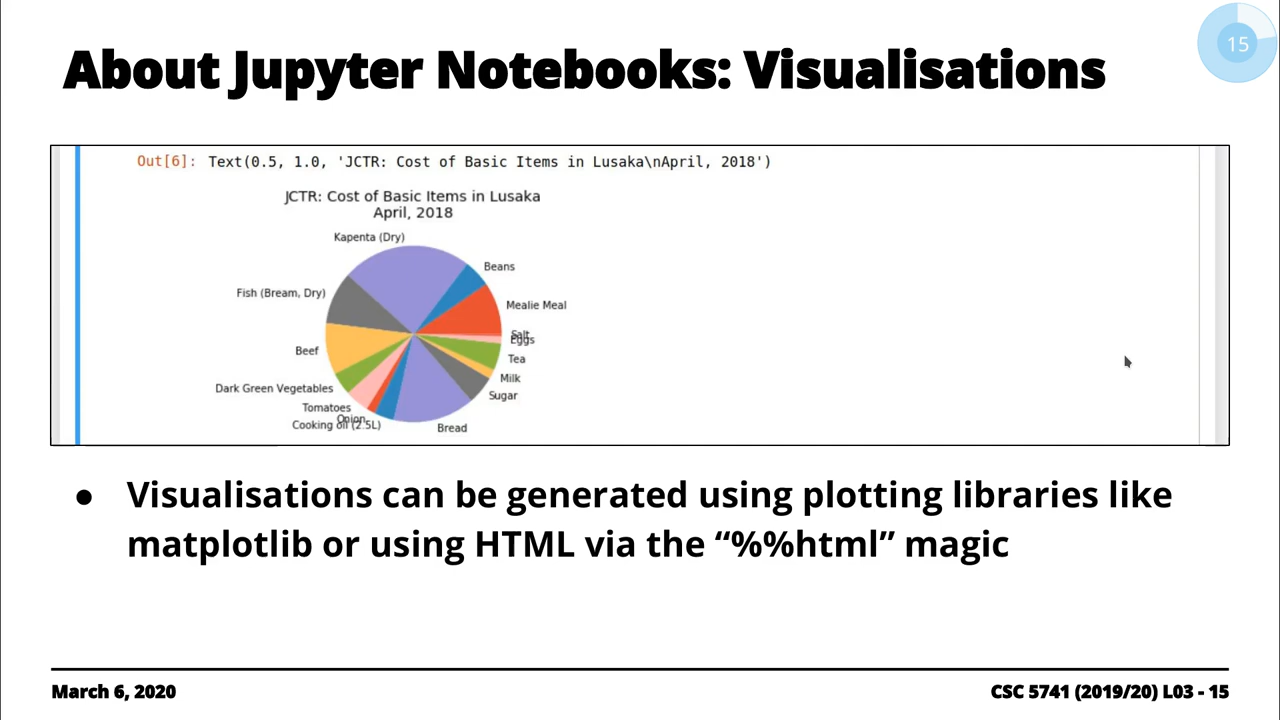 15
About Jupyter Notebooks: Visualisations
Out[6]: Text(0.5, 1.0, 'JCTR: Cost of Basic Items in Lusaka\nApril, 2018')
JCTR: Cost of Basic Items in Lusaka
April, 2018
Kapenta (Dry)
Beans
Fish (Bream, Dry)
Mealie Meal
Salt
Eggs
Beef
Tea
Milk
Dark Green Vegetables
Sugar
Tomatoes
Onion
Cooking oil (2.5L)
Bread
● Visualisations can be generated using plotting libraries like
matplotlib or using HTML via the “%%html” magic
March 6, 2020
CSC 5741 (2019/20) L03 - 15